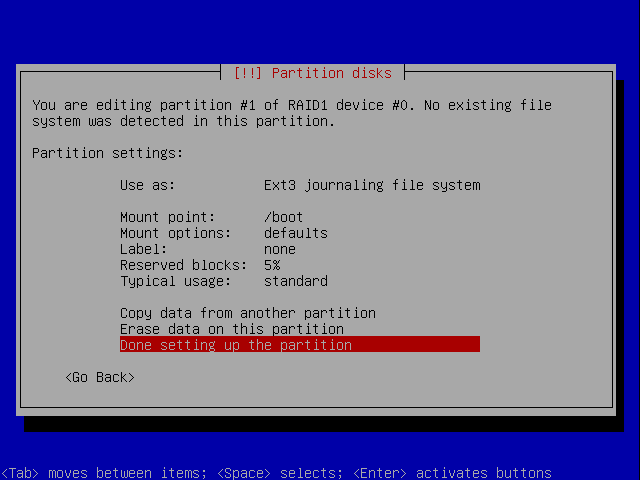 [!!] Partition disks
You are editing partition #1 of RAID1 device #0. No existing file
system was detected in this partition.
Partition settings:
Use as: Ext3 journaling file system
Mount point: /boot
Mount options: defaults
Label: none
Reserved blocks: 5%
Typical usage: standard
Copy data from another partition
Erase data on this partition
Done setting up the partition
<Go Back>
<Tab> moves between items; <Space> selects; <Enter> activates buttons